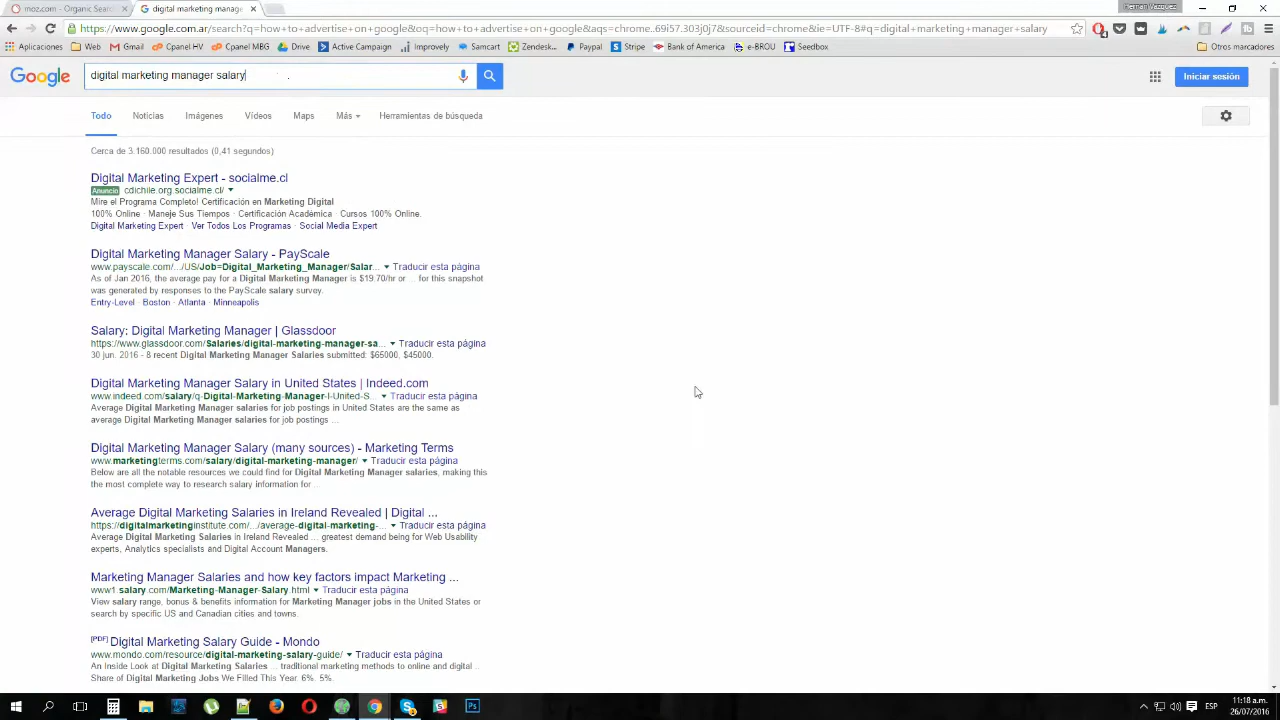 moz.com – Organic Searc
digital marketing manage
Hernan Vazquez
https://www.google.com.ar/search?q=how+to+advertise+on+google&oq=how+to+advertise+on+google&aqs=chrome..69i57.303j0j7&sourceid=chrome&ie=UTF-8#q=digital+marketing+manager+salary
Aplicaciones Web Gmail Cpanel HV Cpanel MBG Drive Active Campaign Improvely Samcart Zendesk... Paypal Stripe Bank of America e-BROU Seedbox Otros marcadores
Google digital marketing manager salary Iniciar sesión
Todo Noticias Imágenes Vídeos Maps Más Herramientas de búsqueda
Cerca de 3.160.000 resultados (0,41 segundos)
Digital Marketing Expert - socialme.cl
Anuncio cdichile.org.socialme.cl/
Mire el Programa Completo! Certificación en Marketing Digital
100% Online · Maneje Sus Tiempos · Certificación Académica · Cursos 100% Online.
Digital Marketing Expert · Ver Todos Los Programas · Social Media Expert
Digital Marketing Manager Salary - PayScale
www.payscale.com/.../US/Job=Digital_Marketing_Manager/Salar... Traducir esta página
As of Jan 2016, the average pay for a Digital Marketing Manager is $19.70/hr or ... for this snapshot
was generated by responses to the PayScale salary survey.
Entry-Level · Boston · Atlanta · Minneapolis
Salary: Digital Marketing Manager | Glassdoor
https://www.glassdoor.com/Salaries/digital-marketing-manager-sa... Traducir esta página
30 jun. 2016 - 8 recent Digital Marketing Manager Salaries submitted: $65000, $45000.
Digital Marketing Manager Salary in United States | Indeed.com
www.indeed.com/salary/q-Digital-Marketing-Manager-l-United-S... Traducir esta página
Average Digital Marketing Manager salaries for job postings in United States are the same as
average Digital Marketing Manager salaries for job postings ...
Digital Marketing Manager Salary (many sources) - Marketing Terms
www.marketingterms.com/salary/digital-marketing-manager/ Traducir esta página
Below are all the notable resources we could find for Digital Marketing Manager salaries, making this
the most complete way to research salary information for ...
Average Digital Marketing Salaries in Ireland Revealed | Digital ...
https://digitalmarketinginstitute.com/.../average-digital-marketing-... Traducir esta página
Average Digital Marketing Salaries in Ireland Revealed ... greatest demand being for Web Usability
experts, Analytics specialists and Digital Account Managers.
Marketing Manager Salaries and how key factors impact Marketing ...
www1.salary.com/Marketing-Manager-Salary.html Traducir esta página
View salary range, bonus & benefits information for Marketing Manager jobs in the United States or
search by specific US and Canadian cities and towns.
[PDF] Digital Marketing Salary Guide - Mondo
www.mondo.com/resource/digital-marketing-salary-guide/ Traducir esta página
An Inside Look at Digital Marketing Salaries ... traditional marketing methods to online and digital ...
Share of Digital Marketing Jobs We Filled This Year. 6%. 5%.
ESP
11:18 a.m.
26/07/2016